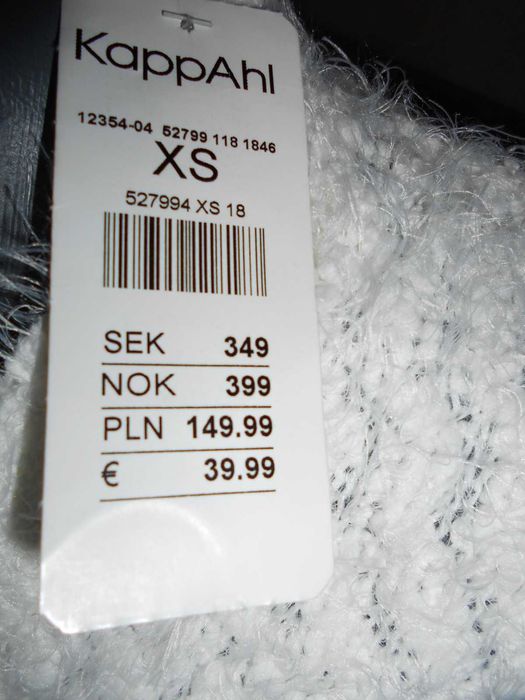 KappAhl
12354-04 52799 118 1846
XS
527994 XS 18
SEK 349
NOK 399
PLN 149.99
€ 39.99